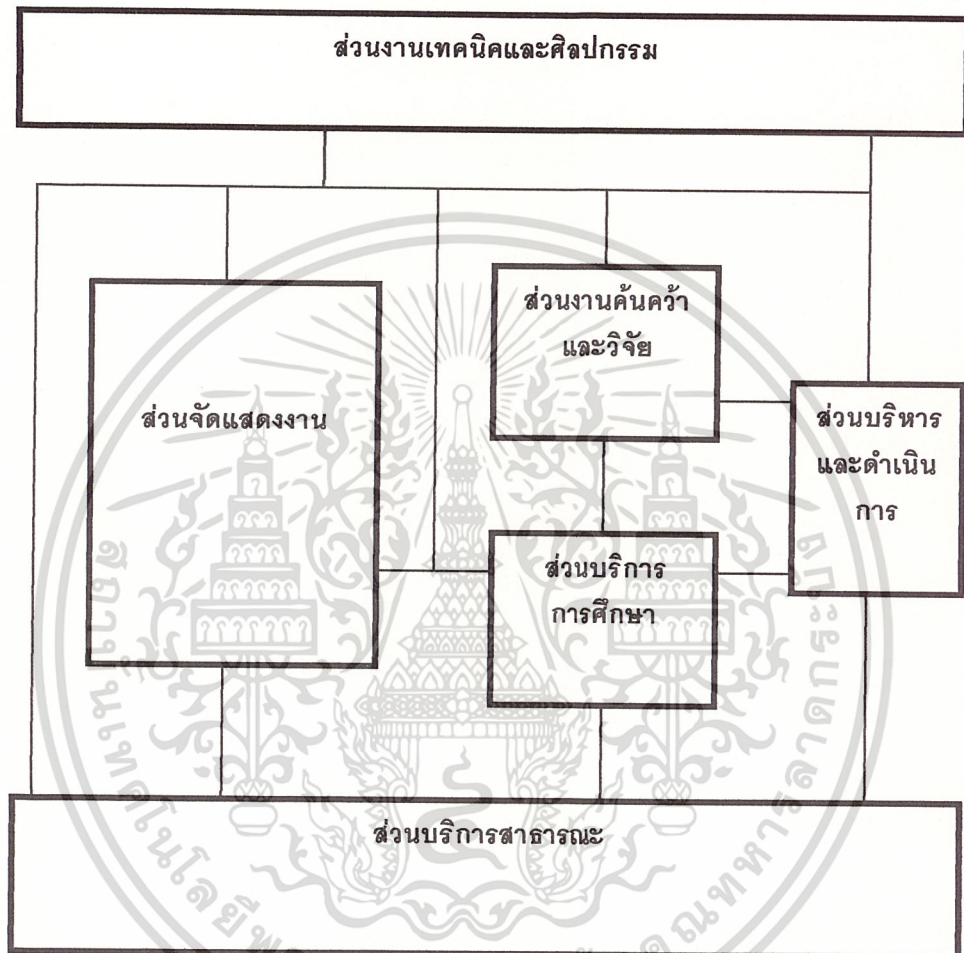 ส่วนงานเทคนิคและศิลปกรรม
ส่วนงานค้นคว้า
และวิจัย
ส่วนจัดแสดงงาน
ส่วนบริหาร
และดำเนิน
การ
ส่วนบริการ
การศึกษา
ส่วนบริการสาธารณะ